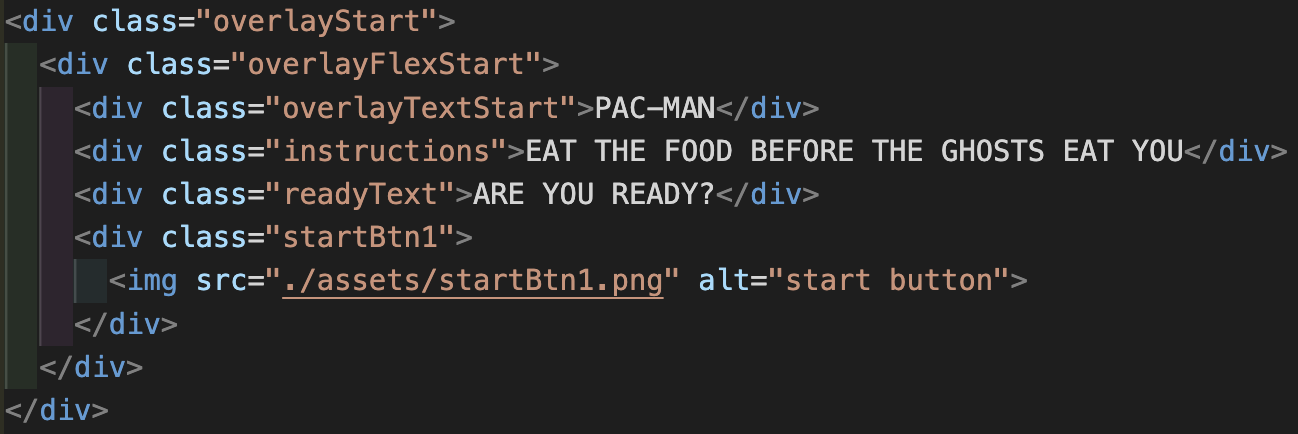 <div class="overlayStart">
<div class="overlayFlexStart">
<div class="overlayTextStart">PAC-MAN</div>
<div class="instructions">EAT THE FOOD BEFORE THE GHOSTS EAT YOU</div>
<div class="readyText">ARE YOU READY?</div>
<div class="startBtn1">
<img src="./assets/startBtn1.png" alt="start button">
</div>
</div>
</div>